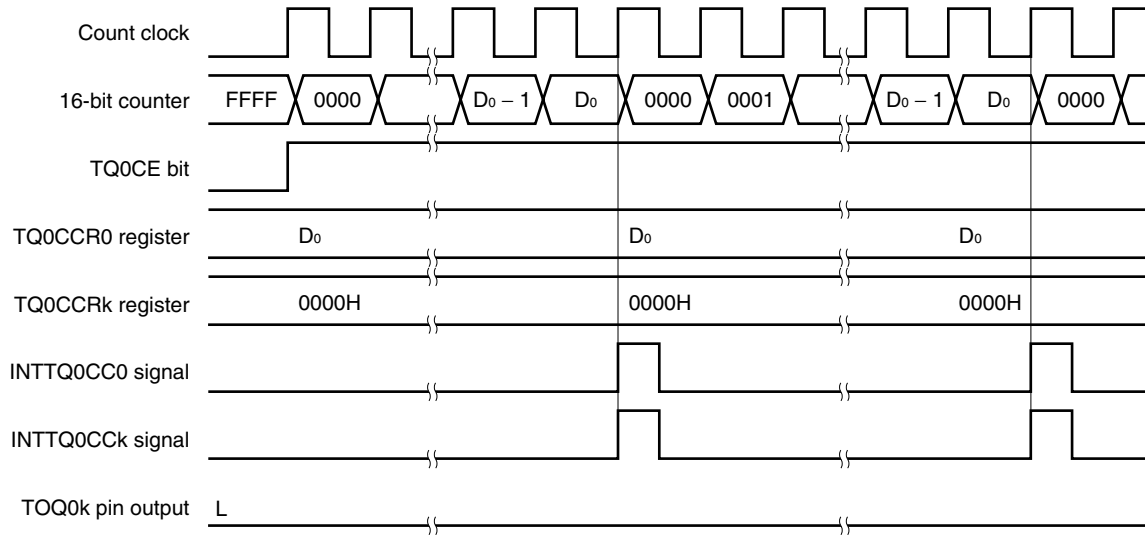 Count clock
16-bit counter FFFF 0000 D₀ − 1 D₀ 0000 0001 D₀ − 1 D₀ 0000
TQ0CE bit
TQ0CCR0 register D₀ D₀ D₀
TQ0CCRk register 0000H 0000H 0000H
INTTQ0CC0 signal
INTTQ0CCk signal
TOQ0k pin output L